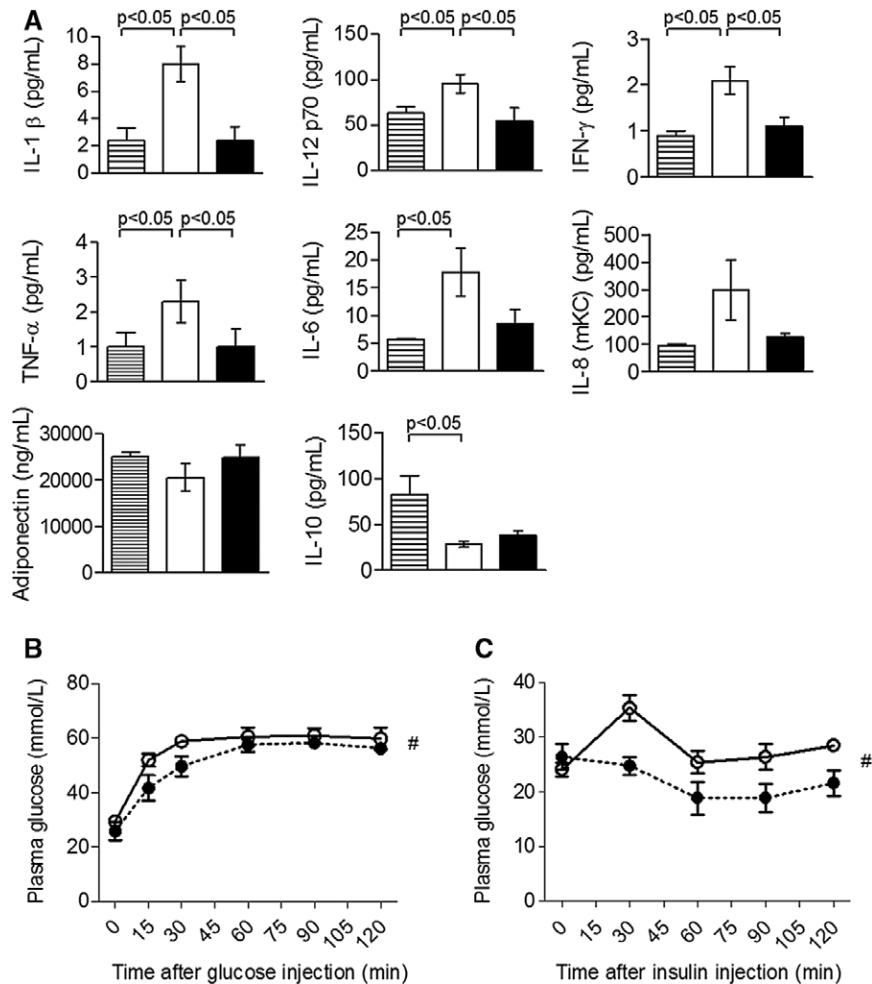 A
p<0.05 p<0.05
IL-1 β (pg/mL)
10
8
6
4
2
0
IL-12 p70 (pg/mL)
150
100
50
0
p<0.05 p<0.05
IFN-γ (pg/mL)
3
2
1
0
p<0.05 p<0.05
TNF-α (pg/mL)
4
3
2
1
0
p<0.05 p<0.05
IL-6 (pg/mL)
25
20
15
10
5
0
p<0.05
IL-8 (mKC) (pg/mL)
500
400
300
200
100
0
Adiponectin (ng/mL)
30000
20000
10000
0
IL-10 (pg/mL)
150
100
50
0
p<0.05
B
Plasma glucose (mmol/L)
80
60
40
20
0
#
0 15 30 45 60 75 90 105 120
Time after glucose injection (min)
C
Plasma glucose (mmol/L)
40
30
20
10
0
#
0 15 30 45 60 75 90 105 120
Time after insulin injection (min)